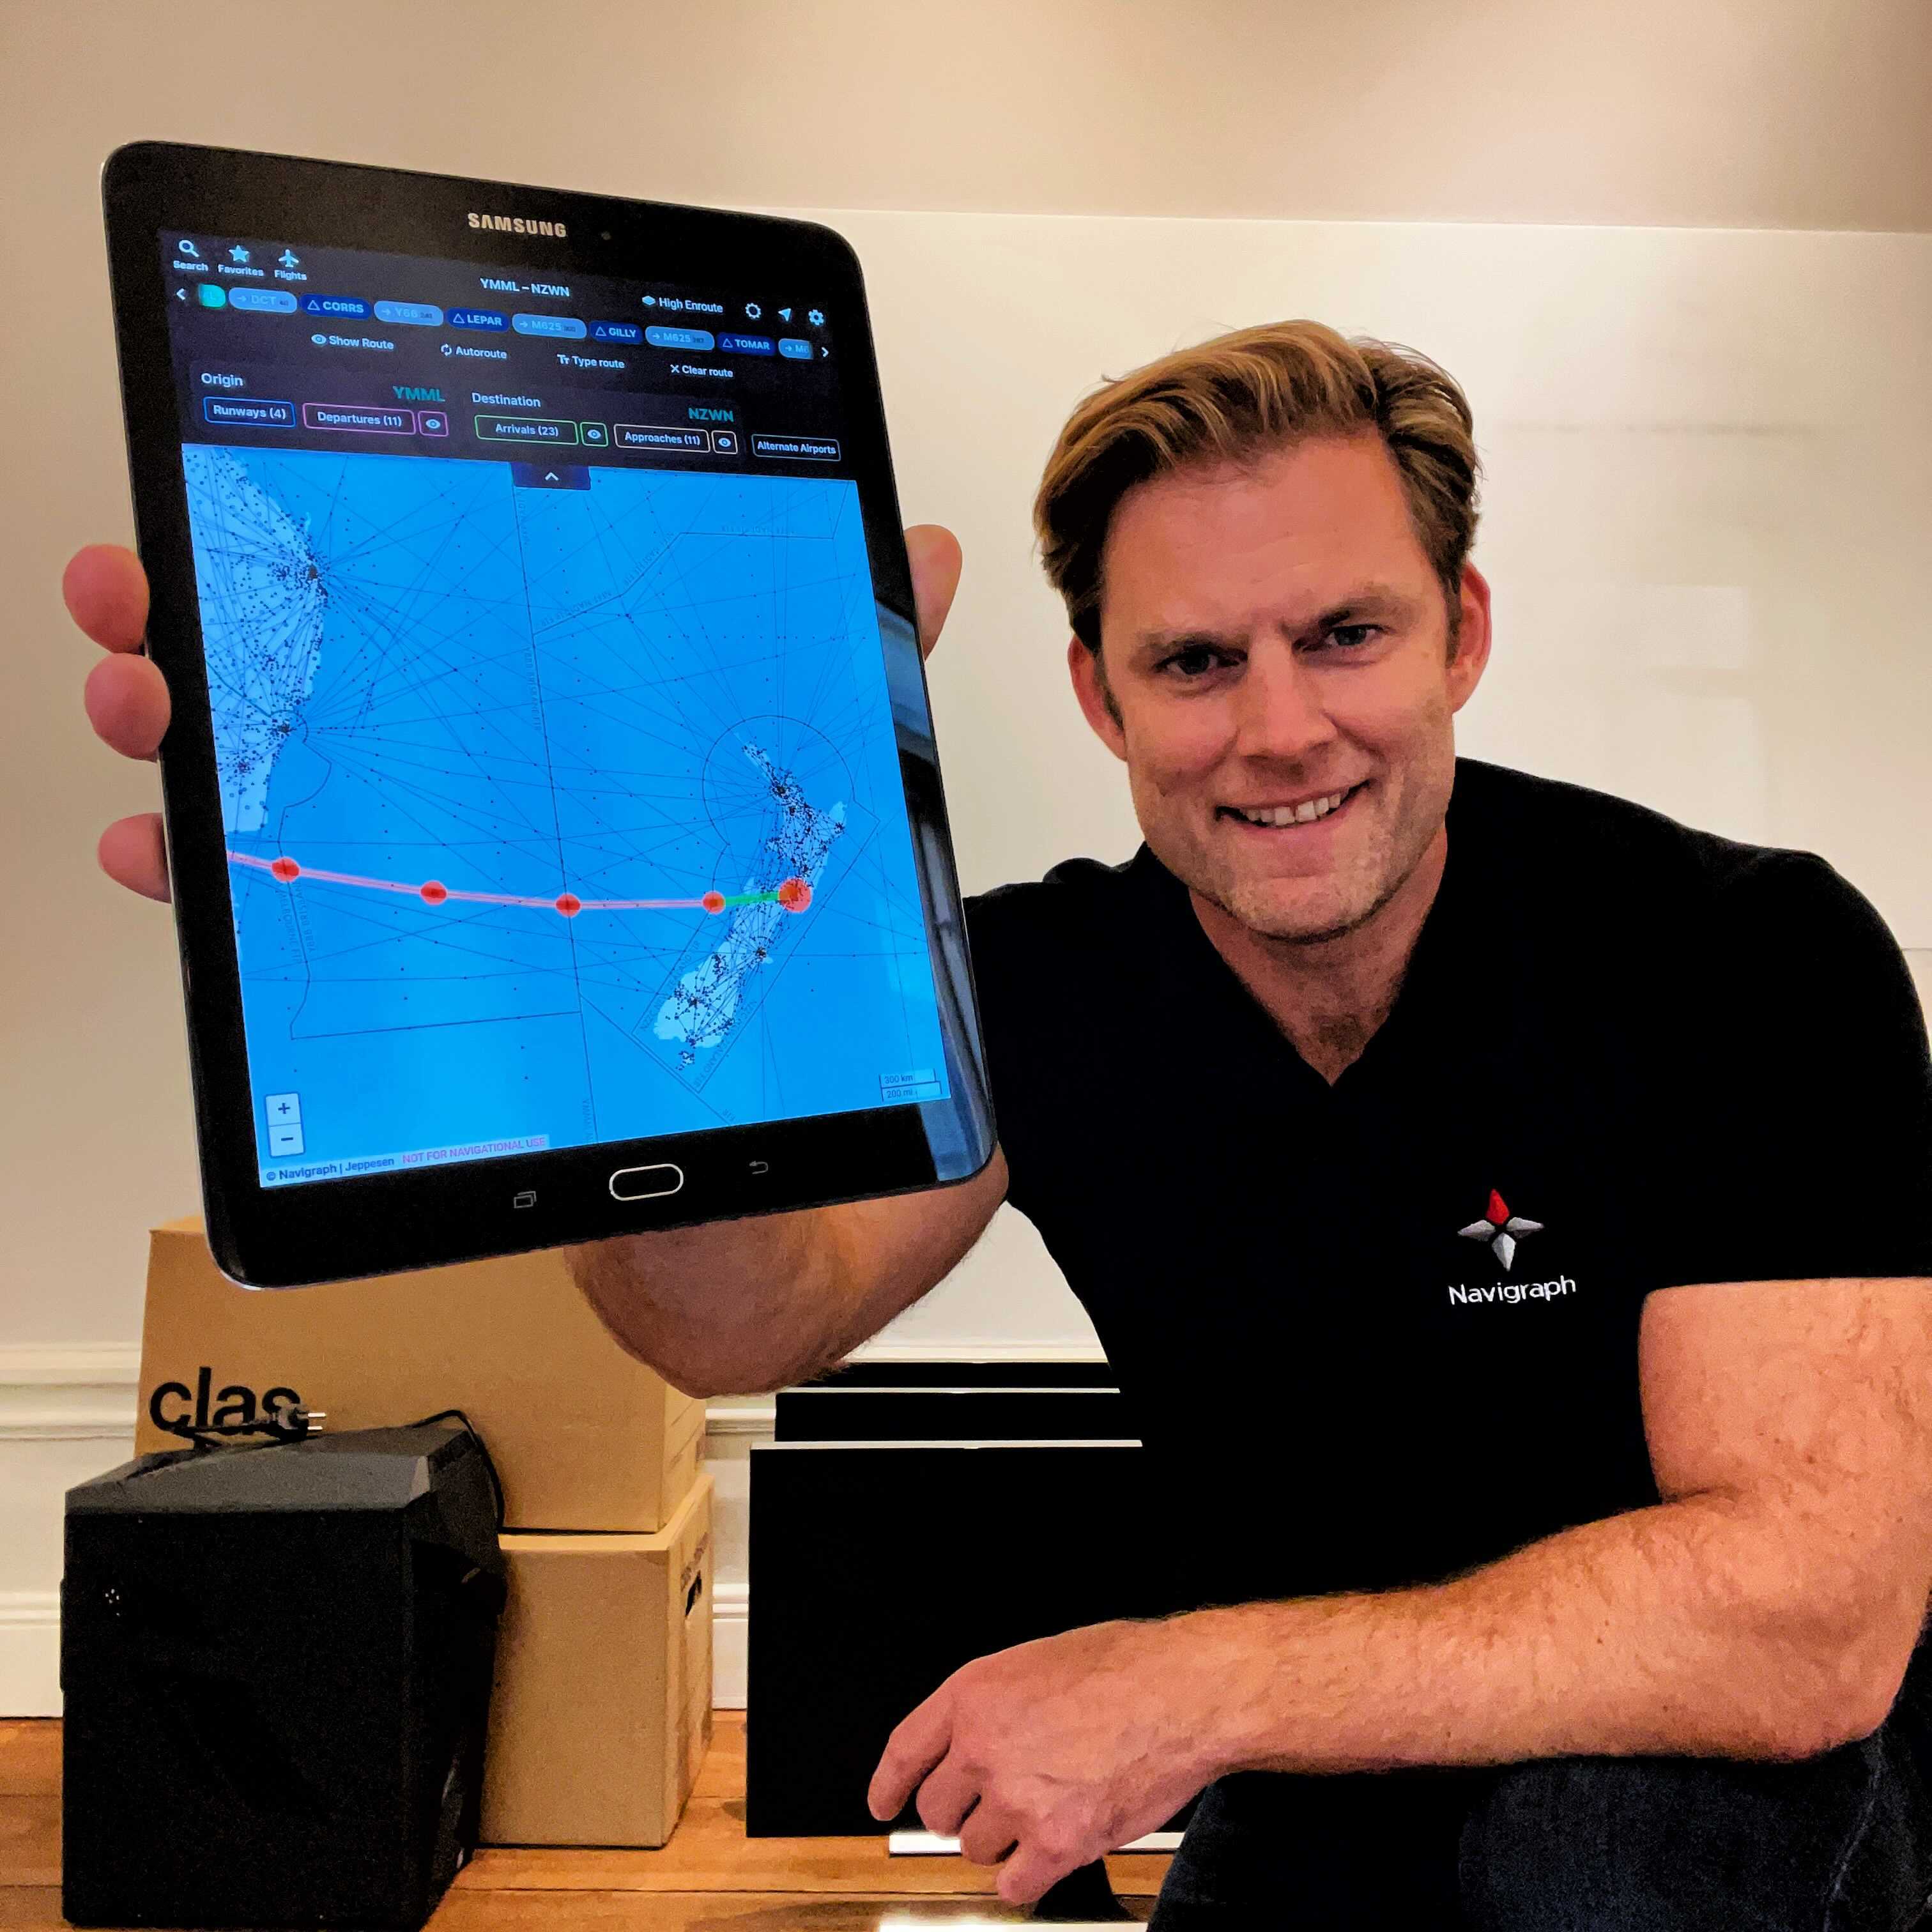 SAMSUNG
Search Favorites Flights
YMML – NZWN
High Enroute
DCT CORRS Y66 LEPAR M625 GILLY M625 TOMAR
Show Route Autoroute Type route Clear route
Origin YMML Destination NZWN
Runways (4) Departures (11) Arrivals (23) Approaches (11) Alternate Airports
300 km
200 mi
+
−
© Navigraph | Jeppesen NOT FOR NAVIGATIONAL USE
Navigraph
clas